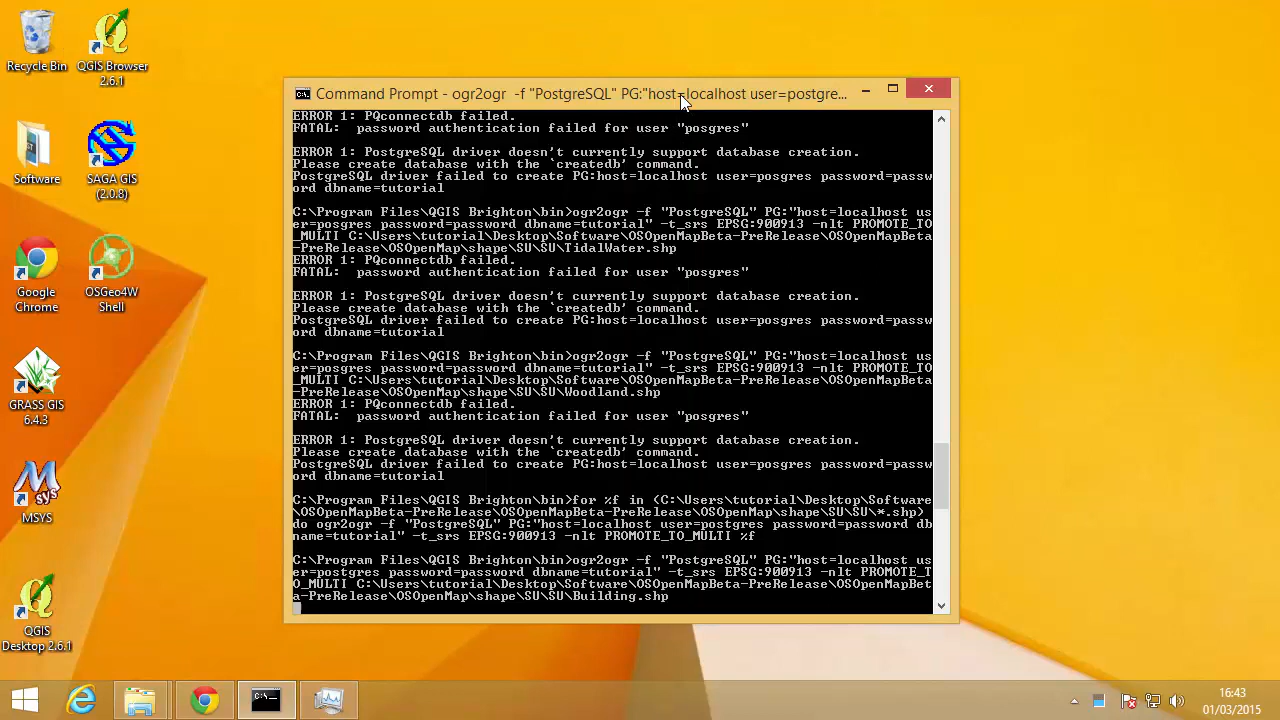 Recycle Bin
QGIS Browser
2.6.1
Software
SAGA GIS
(2.0.8)
Google
Chrome
OSGeo4W
Shell
GRASS GIS
6.4.3
MSYS
QGIS
Desktop 2.6.1
Command Prompt - ogr2ogr  -f "PostgreSQL" PG:"host=localhost user=postgre...
ERROR 1: PQconnectdb failed.
FATAL:  password authentication failed for user "posgres"
ERROR 1: PostgreSQL driver doesn't currently support database creation.
Please create database with the `createdb' command.
PostgreSQL driver failed to create PG:host=localhost user=posgres password=passw
ord dbname=tutorial
C:\Program Files\QGIS Brighton\bin>ogr2ogr -f "PostgreSQL" PG:"host=localhost us
er=posgres password=password dbname=tutorial" -t_srs EPSG:900913 -nlt PROMOTE_TO
_MULTI C:\Users\tutorial\Desktop\Software\OSOpenMapBeta-PreRelease\OSOpenMapBeta
-PreRelease\OSOpenMap\shape\SU\SU\TidalWater.shp
ERROR 1: PQconnectdb failed.
FATAL:  password authentication failed for user "posgres"
ERROR 1: PostgreSQL driver doesn't currently support database creation.
Please create database with the `createdb' command.
PostgreSQL driver failed to create PG:host=localhost user=posgres password=passw
ord dbname=tutorial
C:\Program Files\QGIS Brighton\bin>ogr2ogr -f "PostgreSQL" PG:"host=localhost us
er=posgres password=password dbname=tutorial" -t_srs EPSG:900913 -nlt PROMOTE_TO
_MULTI C:\Users\tutorial\Desktop\Software\OSOpenMapBeta-PreRelease\OSOpenMapBeta
-PreRelease\OSOpenMap\shape\SU\SU\Woodland.shp
ERROR 1: PQconnectdb failed.
FATAL:  password authentication failed for user "posgres"
ERROR 1: PostgreSQL driver doesn't currently support database creation.
Please create database with the `createdb' command.
PostgreSQL driver failed to create PG:host=localhost user=posgres password=passw
ord dbname=tutorial
C:\Program Files\QGIS Brighton\bin>for %f in (C:\Users\tutorial\Desktop\Software
\OSOpenMapBeta-PreRelease\OSOpenMapBeta-PreRelease\OSOpenMap\shape\SU\SU\*.shp)
do ogr2ogr -f "PostgreSQL" PG:"host=localhost user=postgres password=password db
name=tutorial" -t_srs EPSG:900913 -nlt PROMOTE_TO_MULTI %f
C:\Program Files\QGIS Brighton\bin>ogr2ogr -f "PostgreSQL" PG:"host=localhost us
er=postgres password=password dbname=tutorial" -t_srs EPSG:900913 -nlt PROMOTE_T
O_MULTI C:\Users\tutorial\Desktop\Software\OSOpenMapBeta-PreRelease\OSOpenMapBet
a-PreRelease\OSOpenMap\shape\SU\SU\Building.shp
16:43
01/03/2015